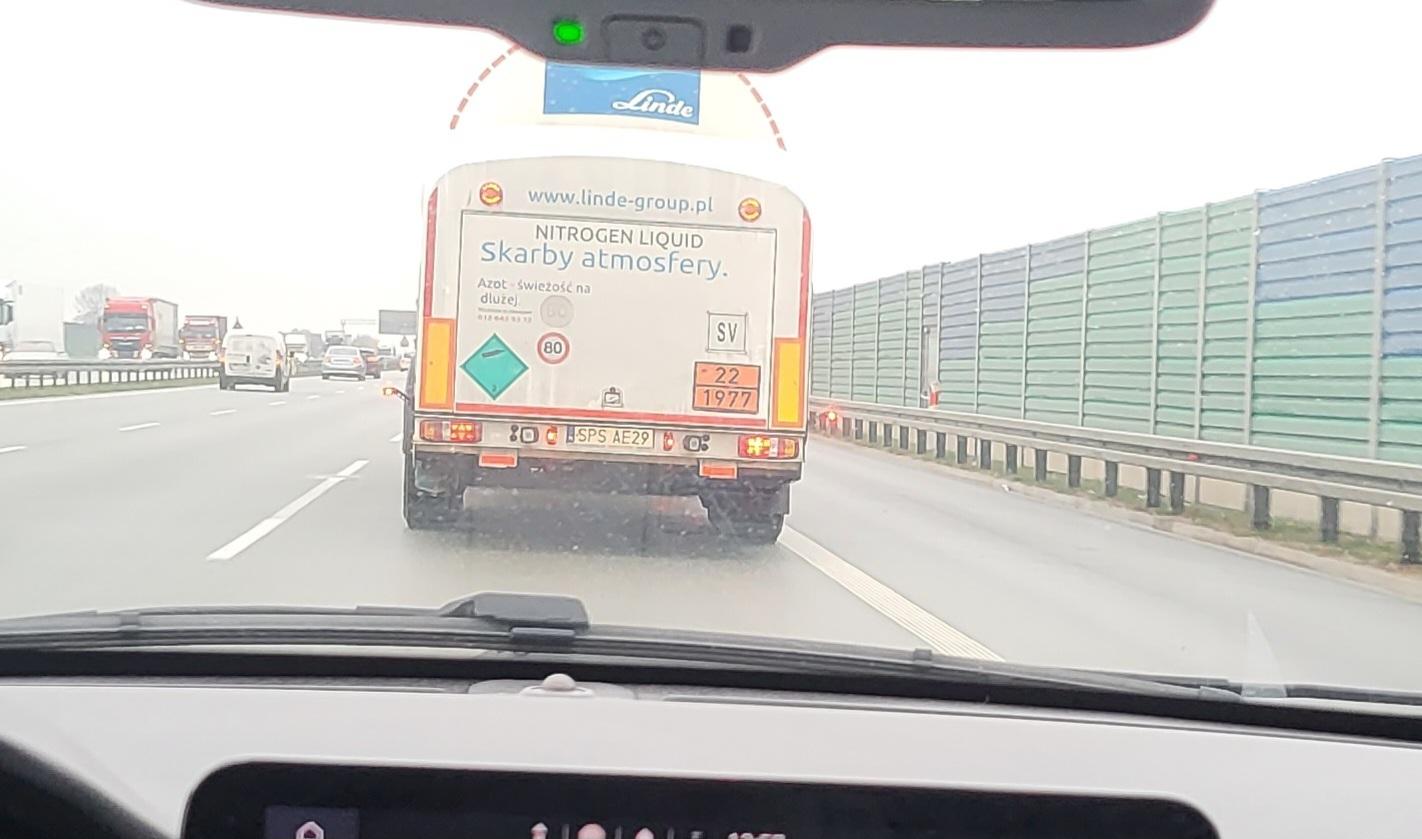 Linde
www.linde-group.pl
NITROGEN LIQUID
Skarby atmosfery.
Azot - świeżość na
dłużej.
80
SV
22
1977
SPS AE29